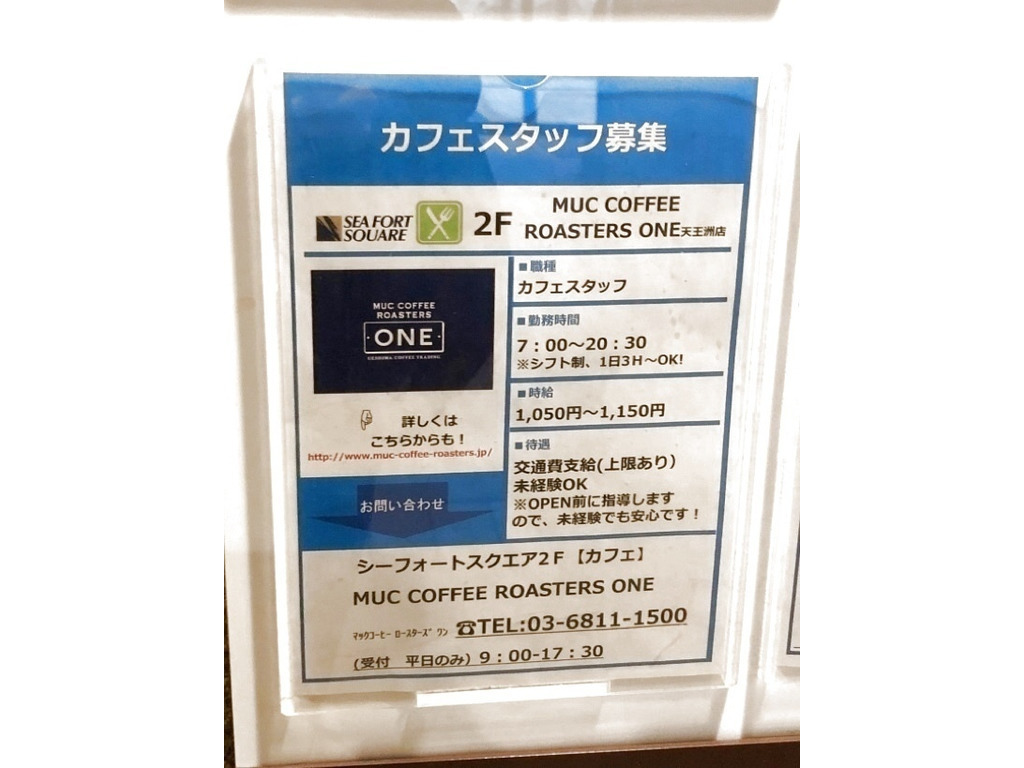 カフェスタッフ募集
SEA FORT
SQUARE
2F
MUC COFFEE
ROASTERS ONE天王洲店
MUC COFFEE
ROASTERS
ONE
COFFEE TRADING
詳しくは
こちらからも！
http://www.muc-coffee-roasters.jp/
■職種
カフェスタッフ
■勤務時間
7：00～20：30
※シフト制、1日3H～OK!
■時給
1,050円～1,150円
■待遇
交通費支給(上限あり）
未経験OK
※OPEN前に指導します
ので、未経験でも安心です！
お問い合わせ
シーフォートスクエア2Ｆ【カフェ】
MUC COFFEE ROASTERS ONE
ﾏｯｸｺｰﾋｰ ﾛｰｽﾀｰｽﾞ ﾜﾝ ☎TEL:03-6811-1500
(受付　平日のみ）9：00-17：30